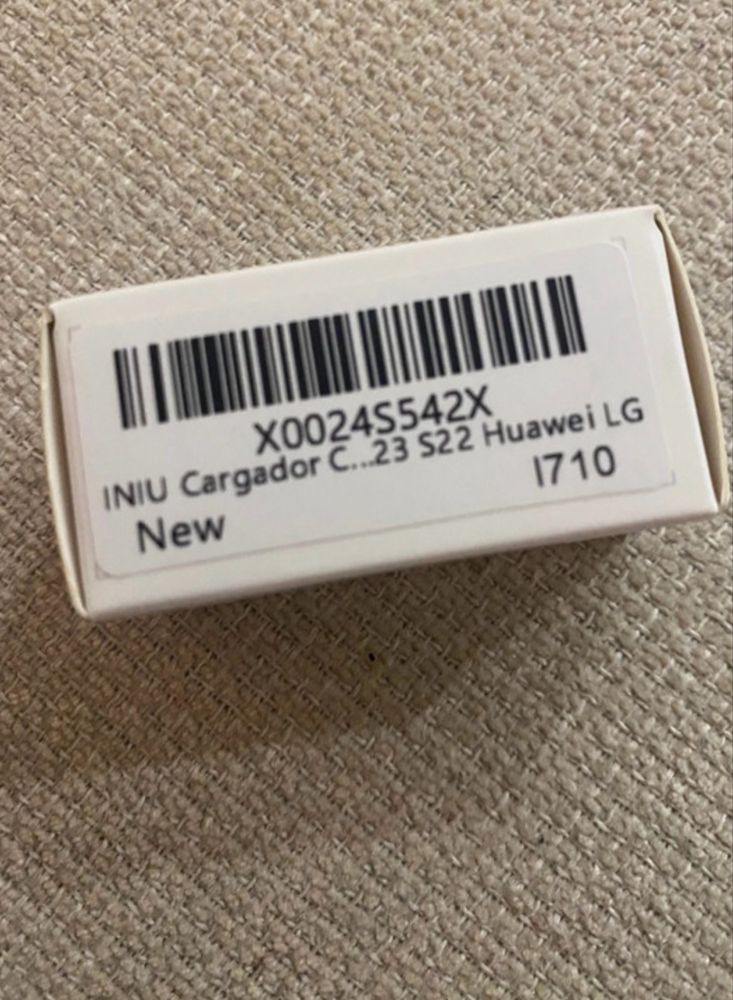 X0024S542X
INIU Cargador C...23 S22 Huawei LG
New I710